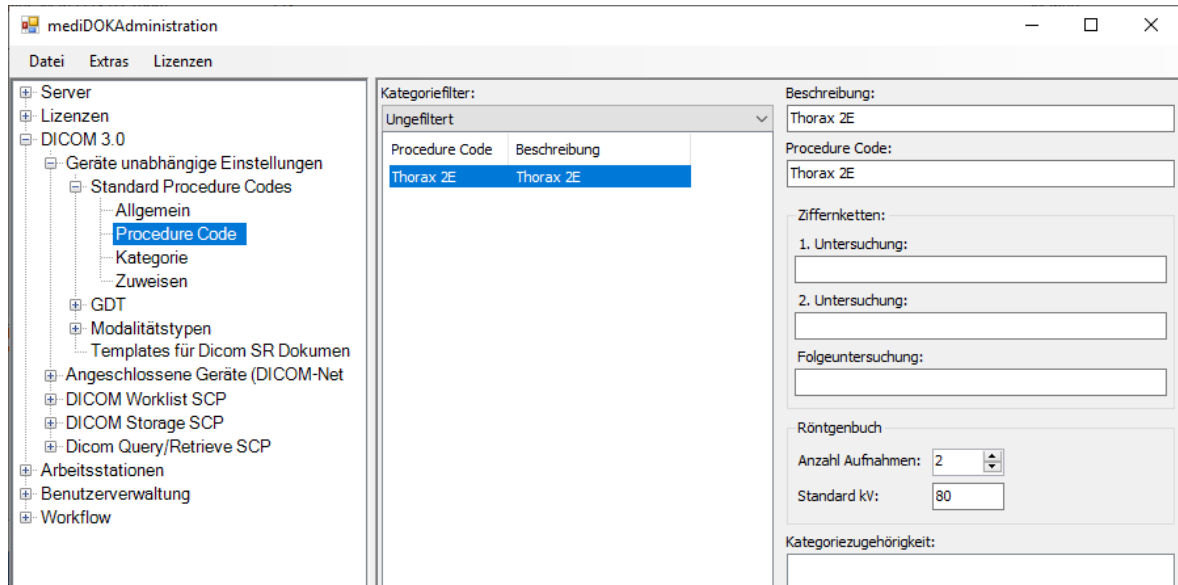 mediDOKAdministration
Datei Extras Lizenzen
Server
Lizenzen
DICOM 3.0
Geräte unabhängige Einstellungen
Standard Procedure Codes
Allgemein
Procedure Code
Kategorie
Zuweisen
GDT
Modalitätstypen
Templates für Dicom SR Dokumen
Angeschlossene Geräte (DICOM-Net
DICOM Worklist SCP
DICOM Storage SCP
Dicom Query/Retrieve SCP
Arbeitsstationen
Benutzerverwaltung
Workflow
Kategoriefilter:
Ungefiltert
Procedure Code Beschreibung
Thorax 2E Thorax 2E
Beschreibung:
Thorax 2E
Procedure Code:
Thorax 2E
Ziffernketten:
1. Untersuchung:
2. Untersuchung:
Folgeuntersuchung:
Röntgenbuch
Anzahl Aufnahmen: 2
Standard kV: 80
Kategoriezugehörigkeit: